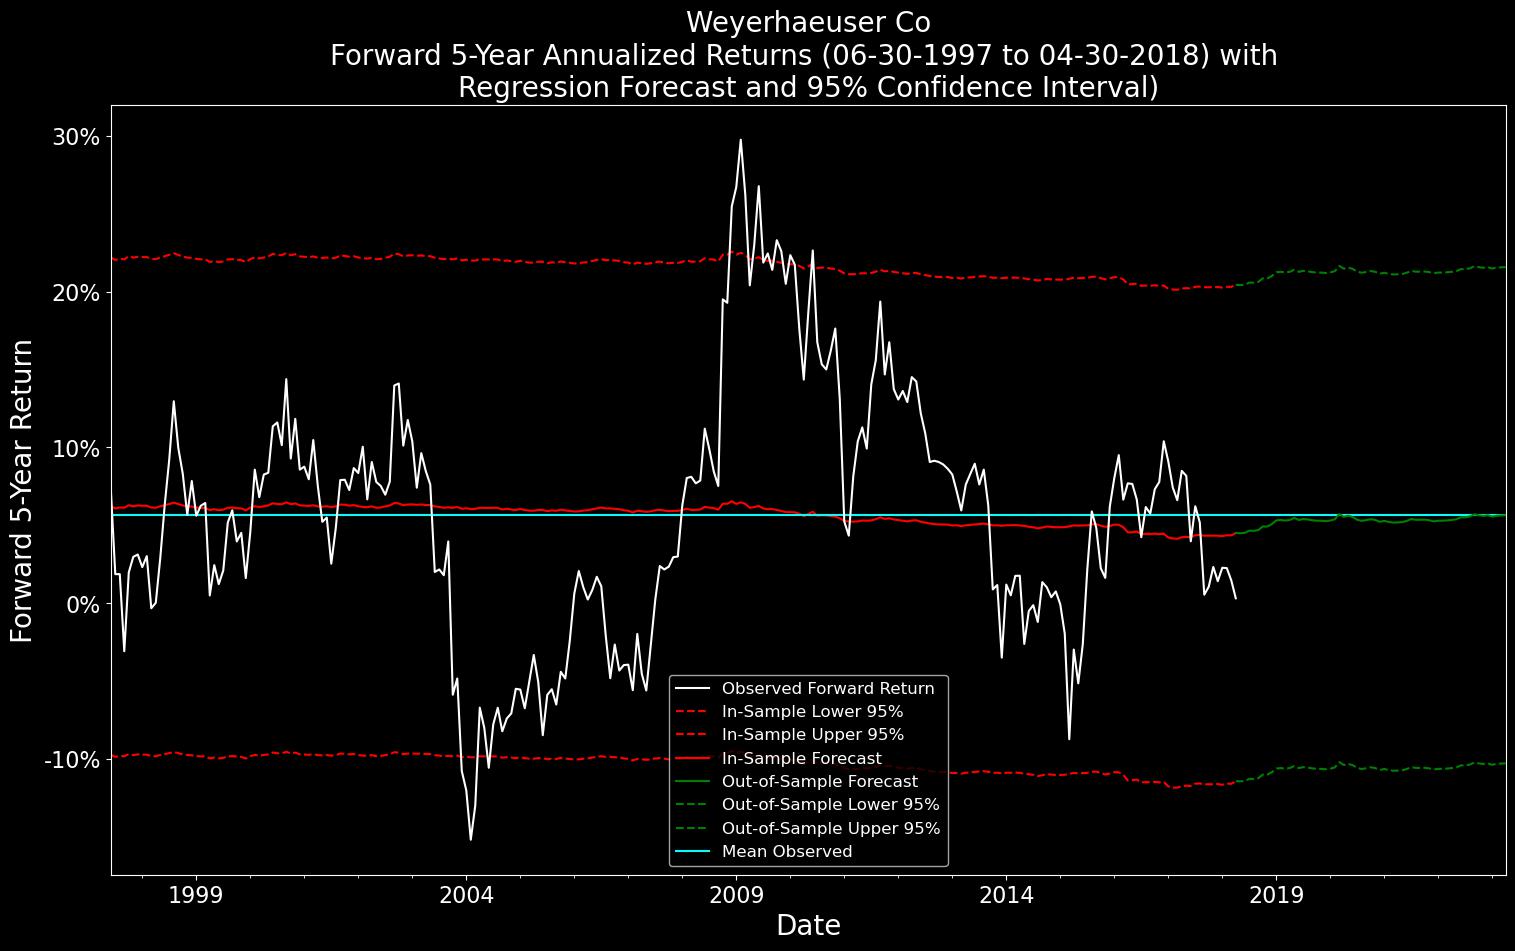 Weyerhaeuser Co
Forward 5-Year Annualized Returns (06-30-1997 to 04-30-2018) with
Regression Forecast and 95% Confidence Interval)
Forward 5-Year Return
30%
20%
10%
0%
-10%
Observed Forward Return
In-Sample Lower 95%
In-Sample Upper 95%
In-Sample Forecast
Out-of-Sample Forecast
Out-of-Sample Lower 95%
Out-of-Sample Upper 95%
Mean Observed
1999 2004 2009 2014 2019
Date